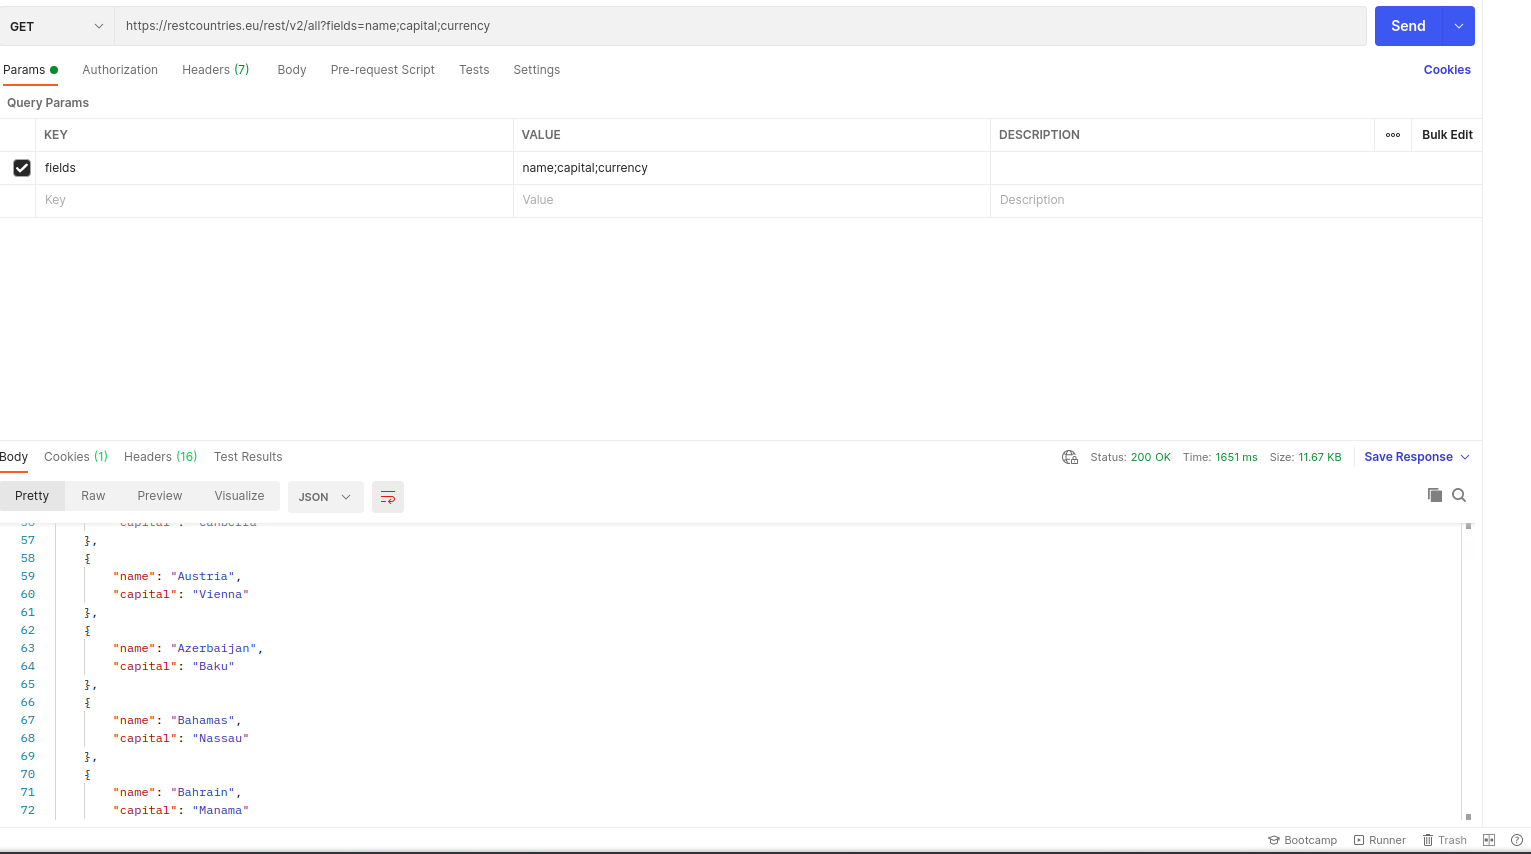 GET https://restcountries.eu/rest/v2/all?fields=name;capital;currency Send
Params Authorization Headers (7) Body Pre-request Script Tests Settings Cookies
Query Params
KEY VALUE DESCRIPTION ooo Bulk Edit
fields name;capital;currency
Key Value Description
Body Cookies (1) Headers (16) Test Results Status: 200 OK Time: 1651 ms Size: 11.67 KB Save Response
Pretty Raw Preview Visualize JSON
57 },
58 {
59 "name": "Austria",
60 "capital": "Vienna"
61 },
62 {
63 "name": "Azerbaijan",
64 "capital": "Baku"
65 },
66 {
67 "name": "Bahamas",
68 "capital": "Nassau"
69 },
70 {
71 "name": "Bahrain",
72 "capital": "Manama"
Bootcamp Runner Trash